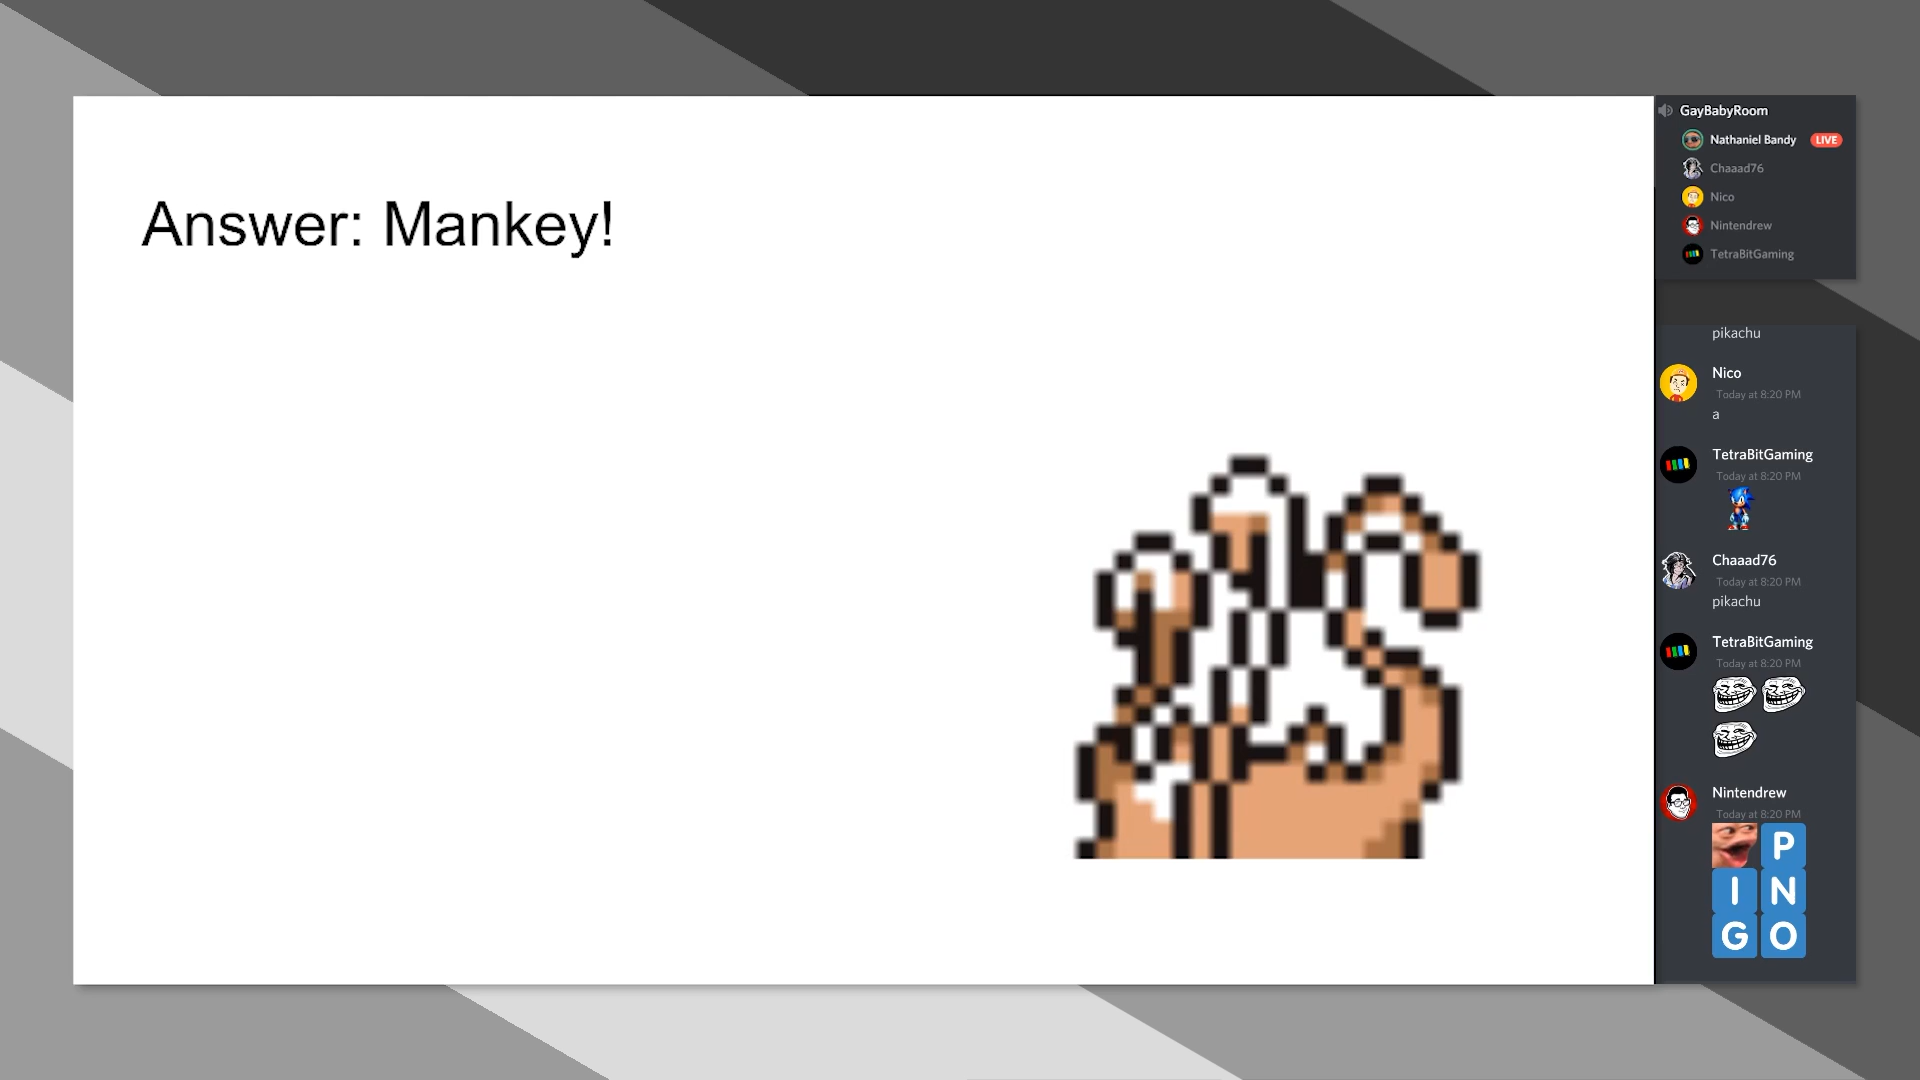 Answer: Mankey!
GayBabyRoom
Nathaniel Bandy LIVE
Chaaad76
Nico
Nintendrew
TetraBitGaming
pikachu
Nico
Today at 8:20 PM
a
TetraBitGaming
Today at 8:20 PM
Chaaad76
Today at 8:20 PM
pikachu
TetraBitGaming
Today at 8:20 PM
Nintendrew
Today at 8:20 PM
P
I N
G O